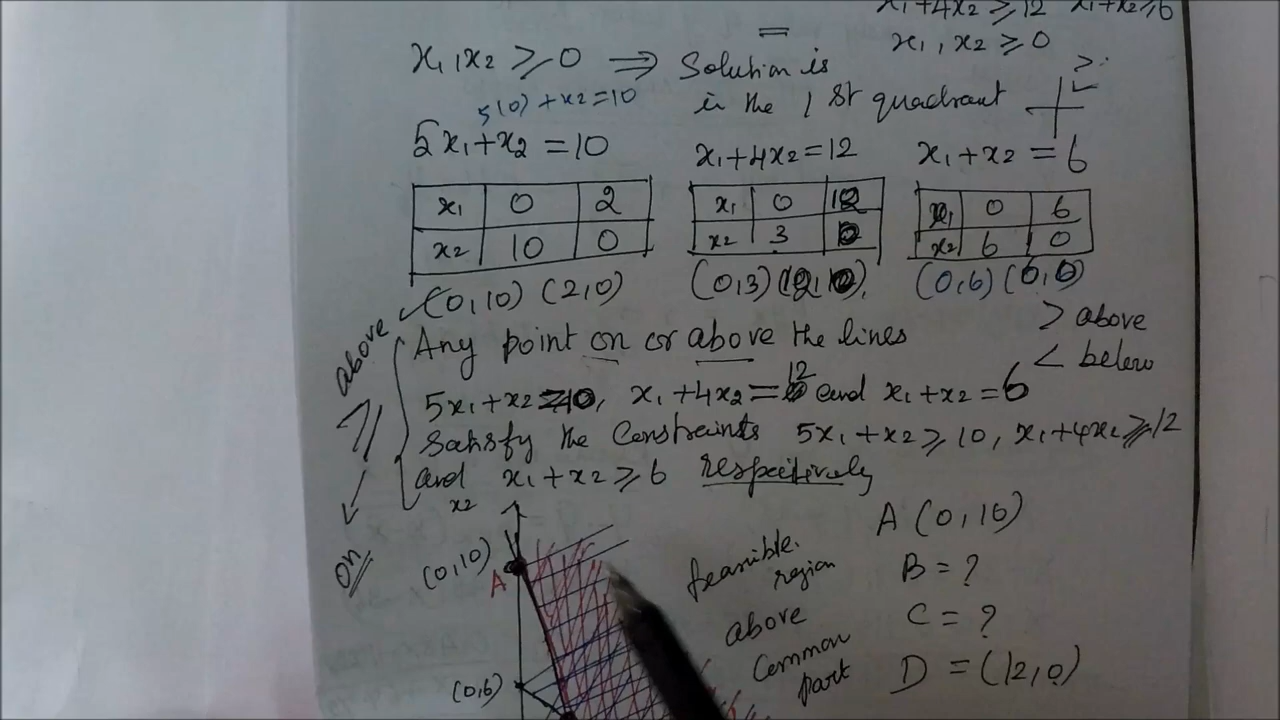 x1+4x2 ≥ 12 x1+x2 ≥ 6
x1, x2 ≥ 0
x1, x2 ≥ 0 ⇒ Solution is
in the 1st quadrant
5(0)+x2=10
5x1+x2 = 10
x1+4x2 = 12
x1+x2 = 6
x1 0 2
x2 10 0
x1 0 12
x2 3 0
x1 0 6
x2 6 0
(0,10) (2,0)
(0,3) (12,0)
(0,6) (6,0)
above
on
Any point on or above the lines
> above
< below
5x1+x2=10, x1+4x2=12 and x1+x2=6
Satisfy the Constraints 5x1+x2≥10, x1+4x2≥12
and x1+x2≥6 respectively
x2
(0,10)
A
(0,6)
feasible
region
above
Common
part
A (0,10)
B = ?
C = ?
D = (12,0)